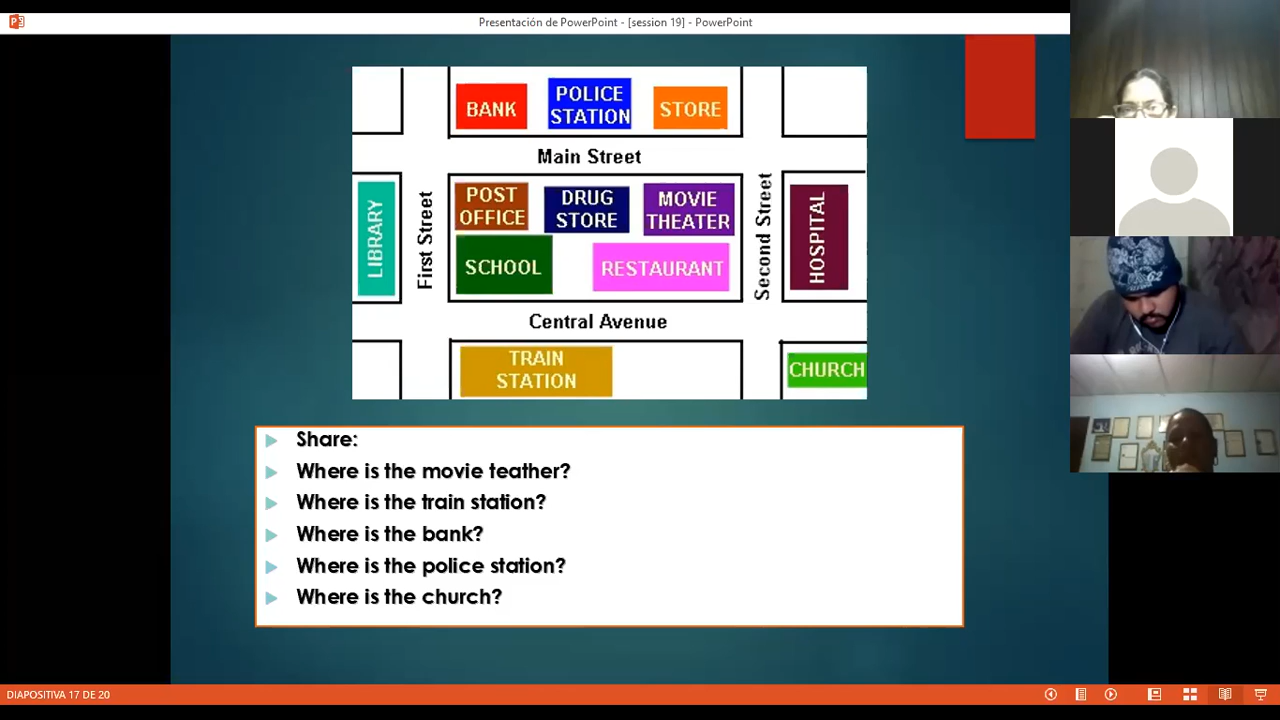 Presentación de PowerPoint - [session 19] - PowerPoint
BANK
POLICE
STATION
STORE
Main Street
LIBRARY
First Street
POST
OFFICE
DRUG
STORE
MOVIE
THEATER
SCHOOL
RESTAURANT
Second Street
HOSPITAL
Central Avenue
TRAIN
STATION
CHURCH
Share:
Where is the movie teather?
Where is the train station?
Where is the bank?
Where is the police station?
Where is the church?
DIAPOSITIVA 17 DE 20